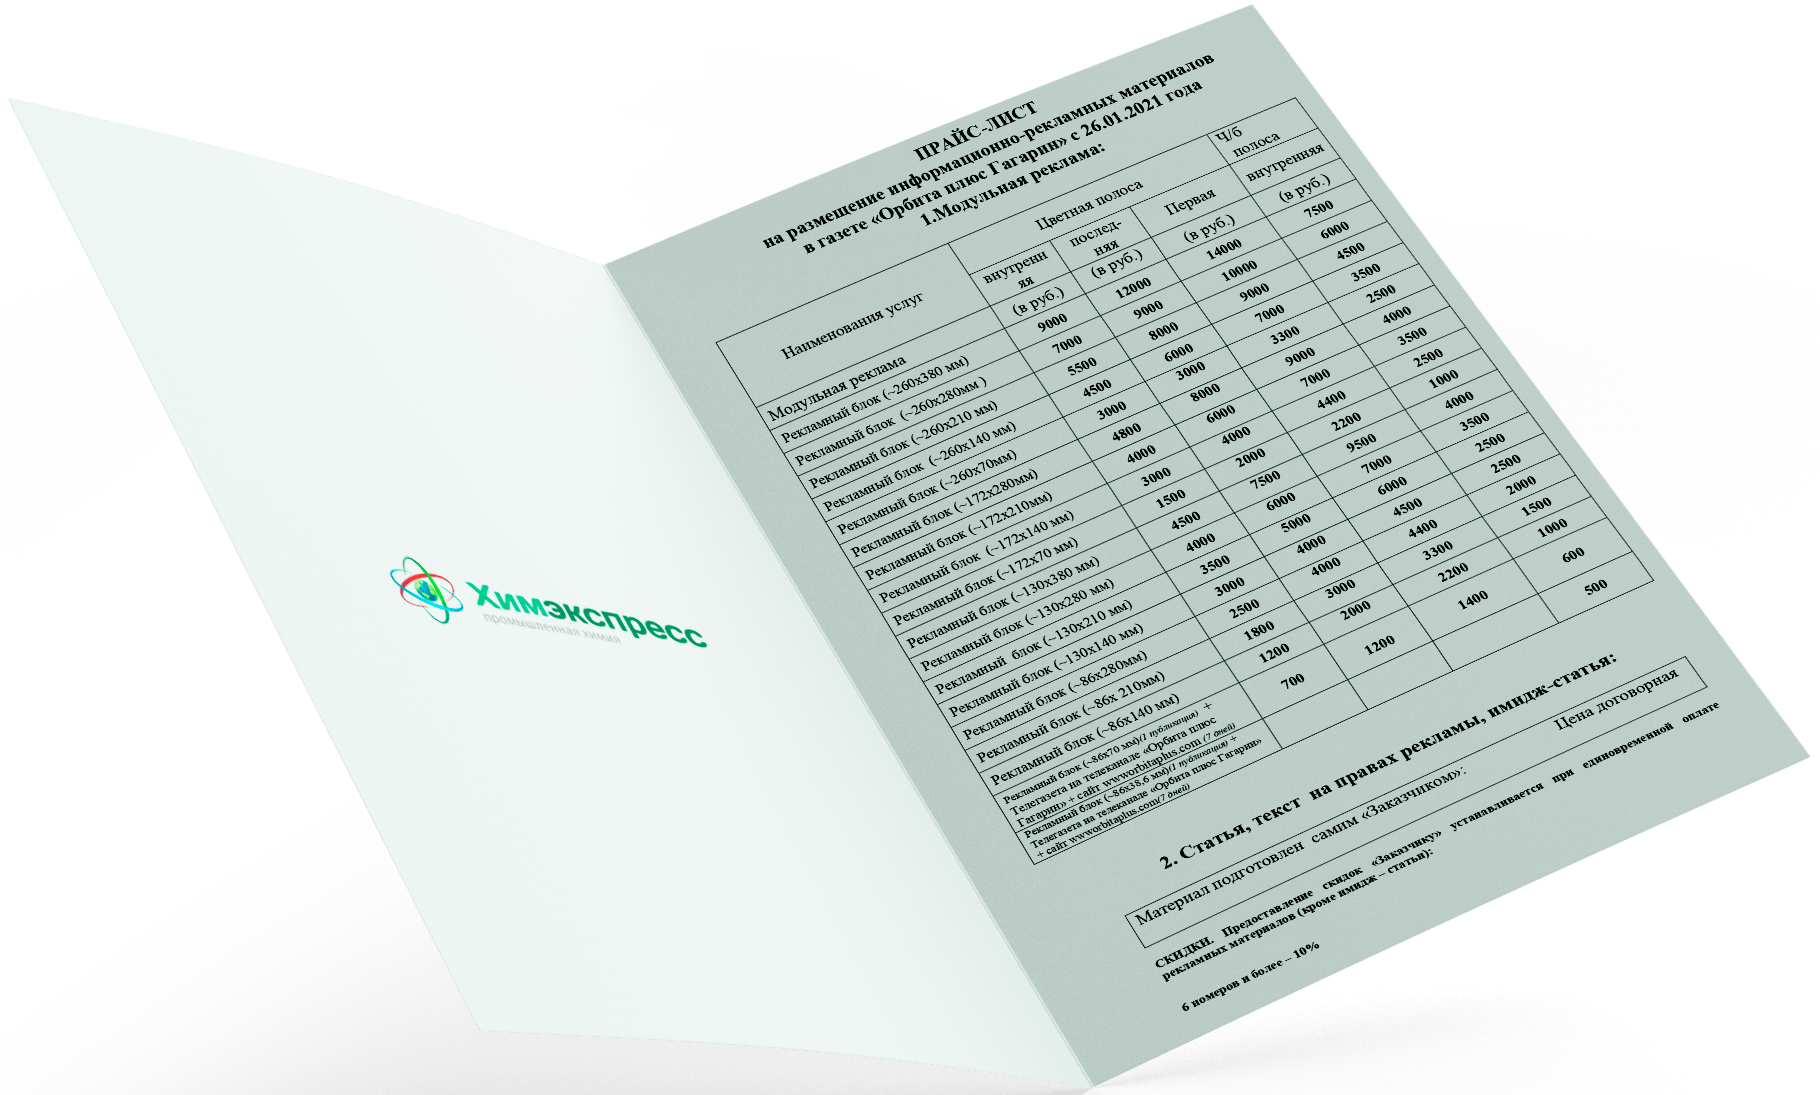 Химэкспресс
промышленная химия
ПРАЙС-ЛИСТ
на размещение информационно-рекламных материалов
в газете «Орбита плюс Гагарин» с 26.01.2021 года
1.Модульная реклама:
Наименования услуг
Цветная полоса
Ч/б
полоса
внутренн
яя
послед-
няя
Первая
внутренняя
Модульная реклама (в руб.) (в руб.) (в руб.) (в руб.)
Рекламный блок (~260х380 мм) 9000 12000 14000 7500
Рекламный блок (~260х280мм ) 7000 9000 10000 6000
Рекламный блок (~260х210 мм) 5500 8000 9000 4500
Рекламный блок (~260х140 мм) 4500 6000 7000 3500
Рекламный блок (~260х70мм) 3000 3000 3300 2500
Рекламный блок (~172х280мм) 4800 8000 9000 4000
Рекламный блок (~172х210мм) 4000 6000 7000 3500
Рекламный блок (~172х140 мм) 3000 4000 4400 2500
Рекламный блок (~172х70 мм) 1500 2000 2200 1000
Рекламный блок (~130х380 мм) 4500 7500 9500 4000
Рекламный блок (~130х280 мм) 4000 6000 7000 3500
Рекламный блок (~130х210 мм) 3500 5000 6000 2500
Рекламный блок (~130х140 мм) 3000 4000 4500 2500
Рекламный блок (~86х280мм) 2500 4000 4400 2000
Рекламный блок (~86х 210мм) 1800 3000 3300 1500
Рекламный блок (~86х140 мм) 1200 2000 2200 1000
Рекламный блок (~86х70 мм)(1 публикация) +
Телегазета на телеканале «Орбита плюс
Гагарин» + сайт wwworbitaplus.com (7 дней) 700 1200 1400 600
Рекламный блок (~86х38,6 мм)(1 публикация) +
Телегазета на телеканале «Орбита плюс Гагарин»
+ сайт wwworbitaplus.com(7 дней) 500
2. Статья, текст на правах рекламы, имидж-статья:
Материал подготовлен самим «Заказчиком»: Цена договорная
СКИДКИ. Предоставление скидок «Заказчику» устанавливается при единовременной оплате
рекламных материалов (кроме имидж – статьи):
6 номеров и более – 10%